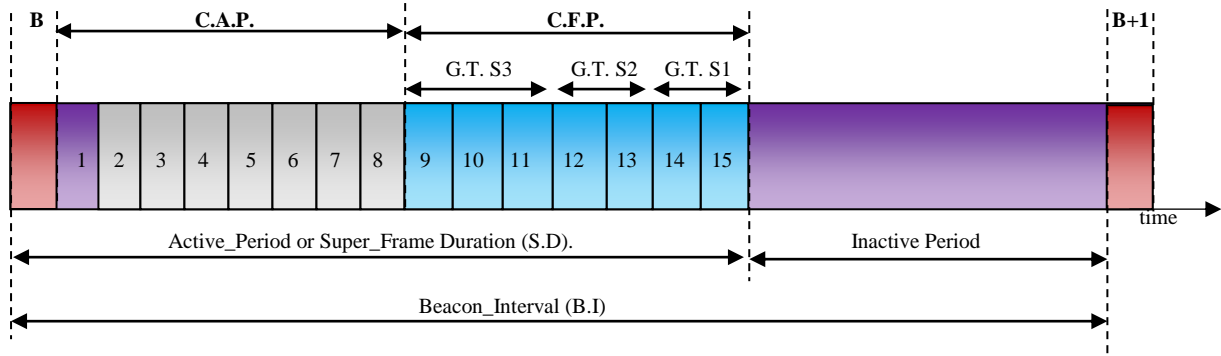 B C.A.P. C.F.P. B+1
G.T. S3 G.T. S2 G.T. S1
1 2 3 4 5 6 7 8 9 10 11 12 13 14 15
time
Active_Period or Super_Frame Duration (S.D). Inactive Period
Beacon_Interval (B.I)